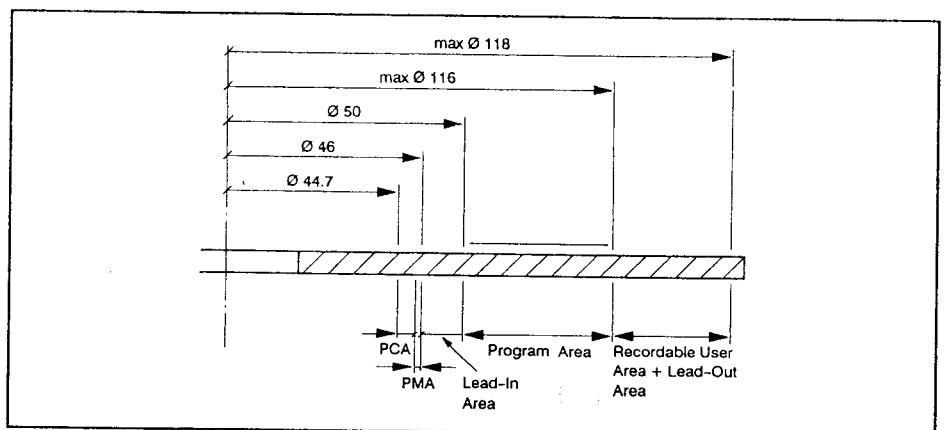 max Ø 118
max Ø 116
Ø 50
Ø 46
Ø 44.7
PCA
PMA
Lead-In
Area
Program Area
Recordable User
Area + Lead-Out
Area